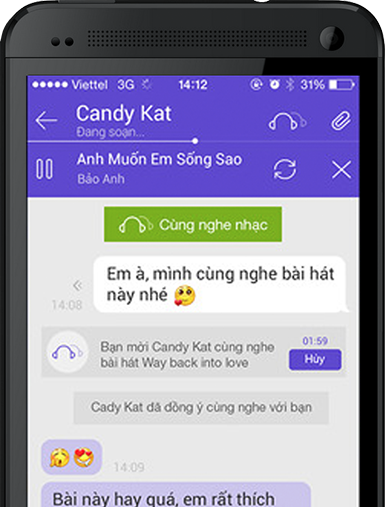 Viettel 3G 14:12 31%
Candy Kat
Đang soạn...
Anh Muốn Em Sống Sao
Bảo Anh
Cùng nghe nhạc
Em à, mình cùng nghe bài hát
này nhé
14:08
Bạn mời Candy Kat cùng nghe
bài hát Way back into love
01:59
Hủy
Cady Kat đã đồng ý cùng nghe với bạn
14:09
Bài này hay quá, em rất thích